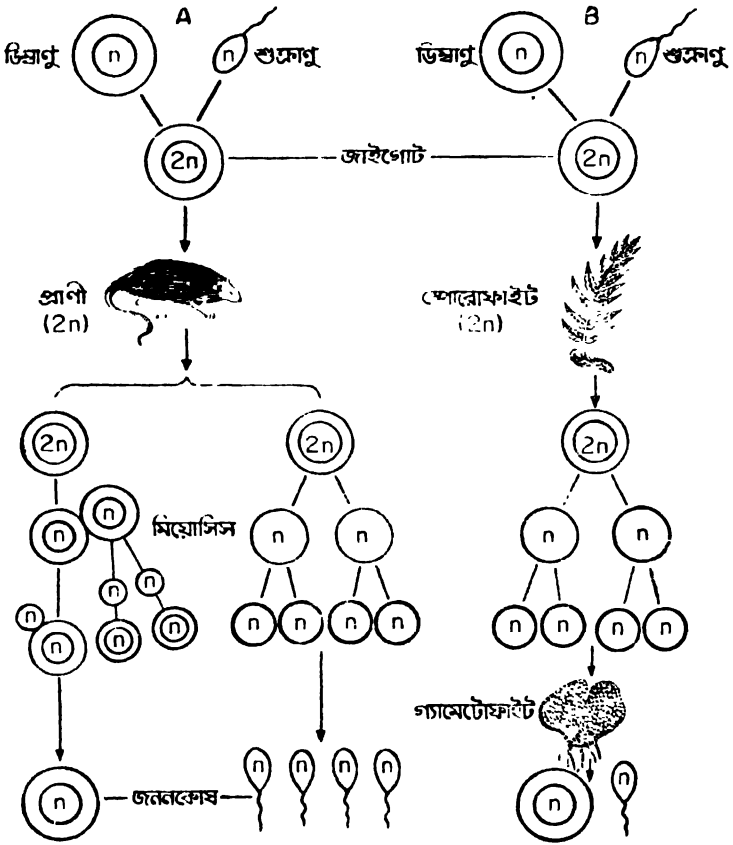 A B
ডিম্বাণু n n শুক্রাণু ডিম্বাণু n n শুক্রাণু
2n জাইগোট 2n
প্রাণী স্পোরোফাইট
(2n) (2n)
2n 2n 2n
n n মিয়োসিস n n n n
n n
n n n n n n n n n n n n
গ্যামেটোফাইট
n জননকোষ n n n n n n